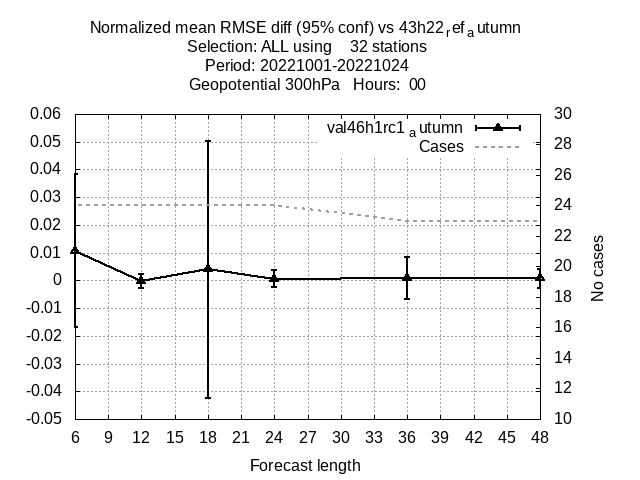 Normalized mean RMSE diff (95% conf) vs 43h22refautumn
Selection: ALL using    32 stations
Period: 20221001-20221024
Geopotential 300hPa   Hours:  00
val46h1rc1autumn
Cases
0.06
0.05
0.04
0.03
0.02
0.01
0
-0.01
-0.02
-0.03
-0.04
-0.05
30
28
26
24
22
20
18
16
14
12
10
No cases
6 9 12 15 18 21 24 27 30 33 36 39 42 45 48
Forecast length